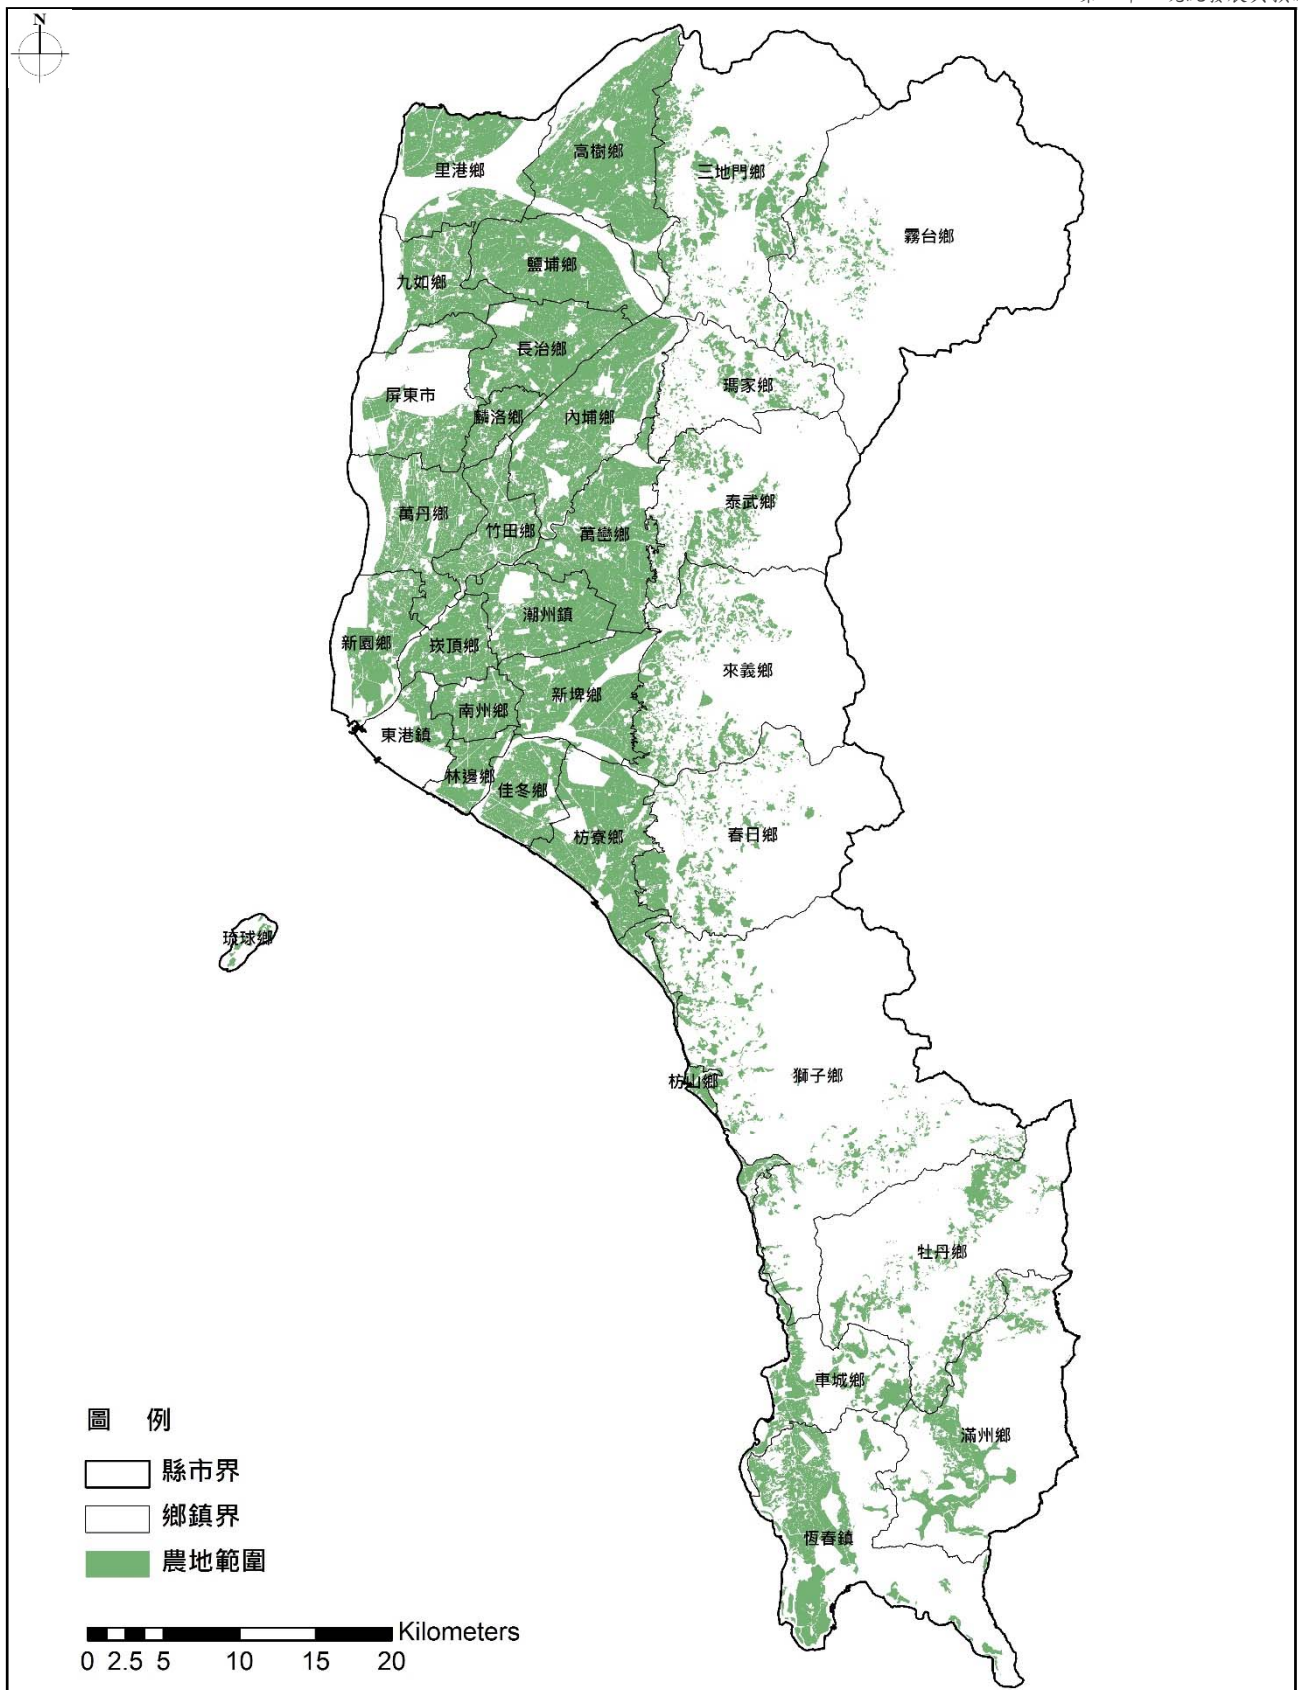 N
高樹鄉
里港鄉
三地門鄉
霧台鄉
鹽埔鄉
九如鄉
長治鄉
瑪家鄉
屏東市
麟洛鄉
內埔鄉
泰武鄉
萬丹鄉
竹田鄉
萬巒鄉
潮州鎮
新園鄉
崁頂鄉
來義鄉
新埤鄉
南州鄉
東港鎮
林邊鄉
佳冬鄉
枋寮鄉
春日鄉
琉球鄉
獅子鄉
枋山鄉
牡丹鄉
車城鄉
滿州鄉
恆春鎮
圖 例
縣市界
鄉鎮界
農地範圍
Kilometers
0 2.5 5 10 15 20